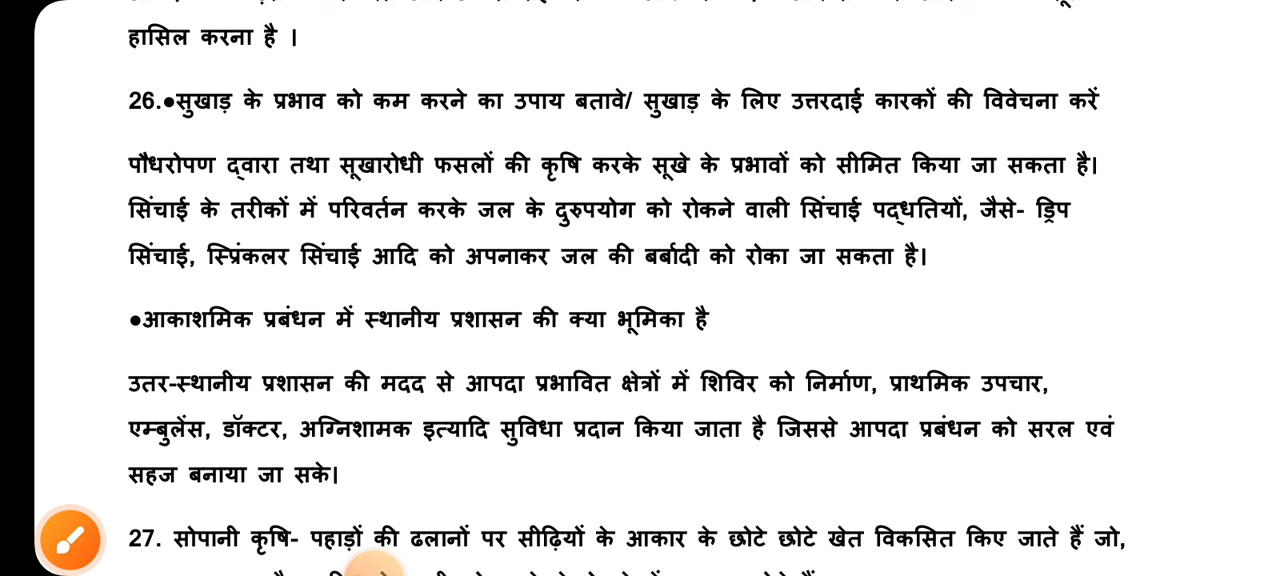 हासिल करना है ।
26.●सुखाड़ के प्रभाव को कम करने का उपाय बतावे/ सुखाड़ के लिए उत्तरदाई कारकों की विवेचना करें
पौधरोपण द्वारा तथा सूखारोधी फसलों की कृषि करके सूखे के प्रभावों को सीमित किया जा सकता है।
सिंचाई के तरीकों में परिवर्तन करके जल के दुरुपयोग को रोकने वाली सिंचाई पद्धतियों, जैसे- ड्रिप
सिंचाई, स्प्रिंकलर सिंचाई आदि को अपनाकर जल की बर्बादी को रोका जा सकता है।
●आकाशमिक प्रबंधन में स्थानीय प्रशासन की क्या भूमिका है
उतर-स्थानीय प्रशासन की मदद से आपदा प्रभावित क्षेत्रों में शिविर को निर्माण, प्राथमिक उपचार,
एम्बुलेंस, डॉक्टर, अग्निशामक इत्यादि सुविधा प्रदान किया जाता है जिससे आपदा प्रबंधन को सरल एवं
सहज बनाया जा सके।
27. सोपानी कृषि- पहाड़ों की ढलानों पर सीढ़ियों के आकार के छोटे छोटे खेत विकसित किए जाते हैं जो,